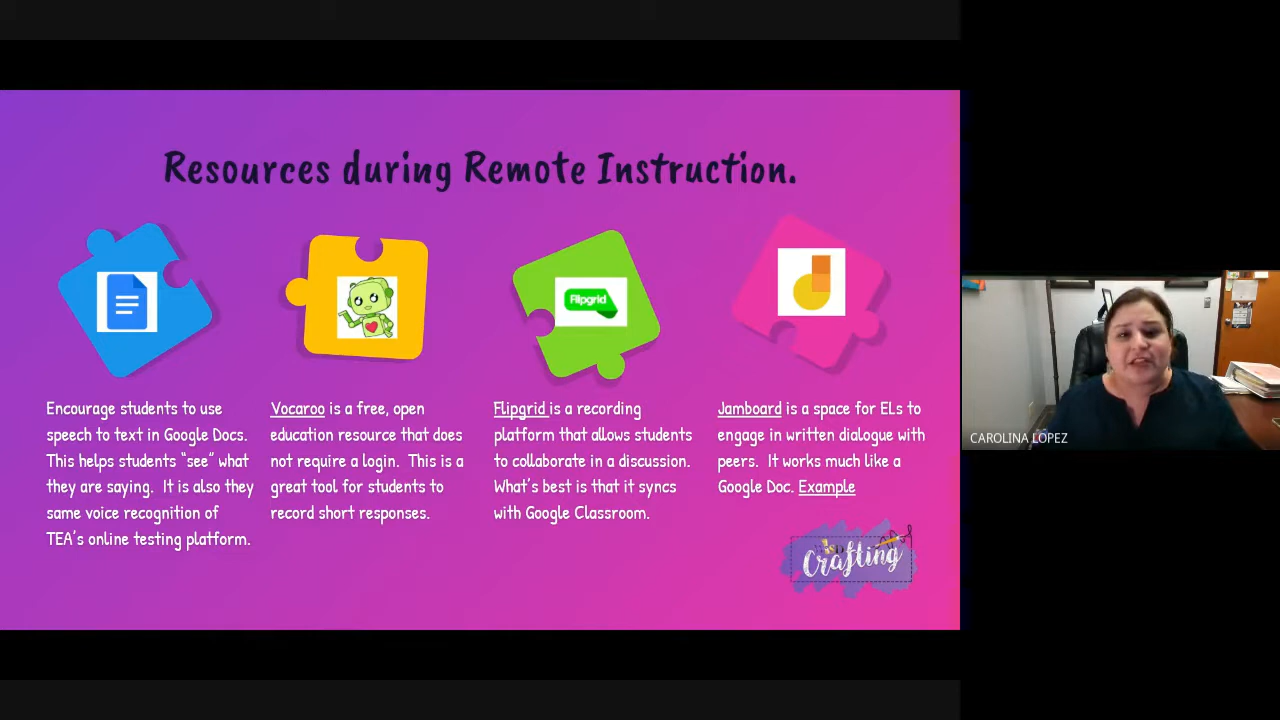 Resources during Remote Instruction.
Flipgrid
Encourage students to use
speech to text in Google Docs.
This helps students “see” what
they are saying.  It is also they
same voice recognition of
TEA’s online testing platform.
Vocaroo is a free, open
education resource that does
not require a login.  This is a
great tool for students to
record short responses.
Flipgrid is a recording
platform that allows students
to collaborate in a discussion.
What’s best is that it syncs
with Google Classroom.
Jamboard is a space for ELs to
engage in written dialogue with
peers.  It works much like a
Google Doc. Example
Crafting
CAROLINA LOPEZ